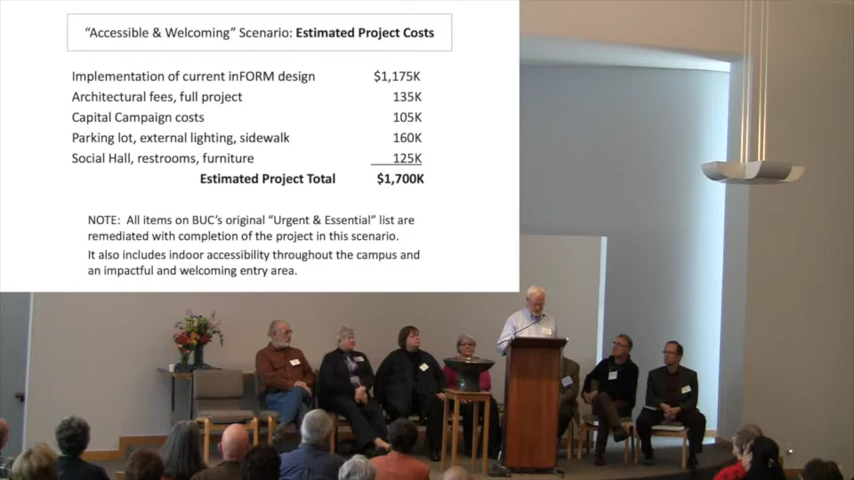 “Accessible & Welcoming” Scenario: Estimated Project Costs
Implementation of current inFORM design $1,175K
Architectural fees, full project 135K
Capital Campaign costs 105K
Parking lot, external lighting, sidewalk 160K
Social Hall, restrooms, furniture 125K
Estimated Project Total $1,700K
NOTE: All items on BUC’s original “Urgent & Essential” list are
remediated with completion of the project in this scenario.
It also includes indoor accessibility throughout the campus and
an impactful and welcoming entry area.